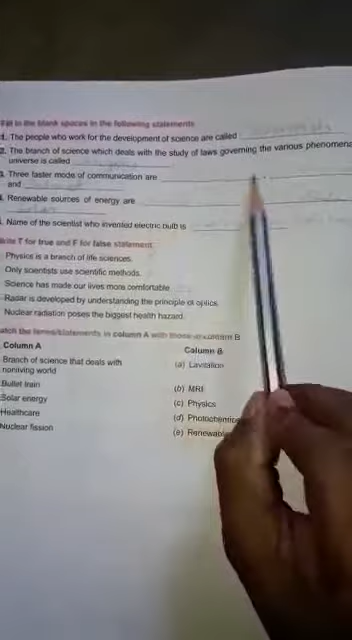 Fill in the blank spaces in the following statements
1. The people who work for the development of science are called
2. The branch of science which deals with the study of laws governing the various phenomena
universe is called
3. Three faster mode of communication are
and
4. Renewable sources of energy are
Name of the scientist who invented electric bulb is
Write T for true and F for false statement
Physics is a branch of life sciences.
Only scientists use scientific methods.
Science has made our lives more comfortable
Radar is developed by understanding the principle of optics.
Nuclear radiation poses the biggest health hazard.
atch the terms/statements in column A with those in column B
Column A Column B
Branch of science that deals with (a) Lavitation
nonliving world
Bullet train (b) MRI
Solar energy (c) Physics
Healthcare (d) Photochemic
Nuclear fission (e) Renewabl